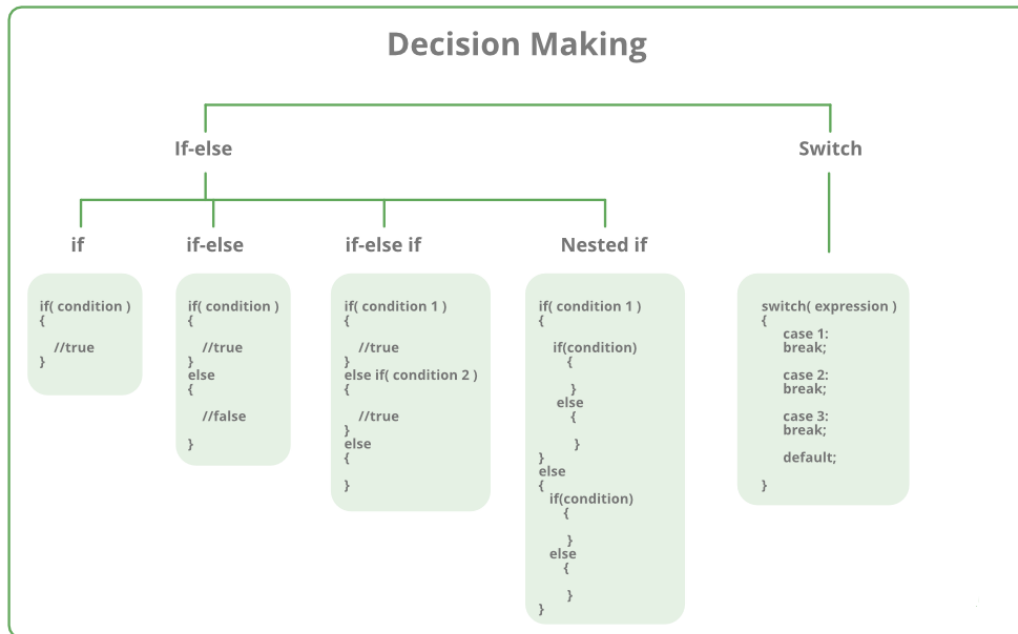 Decision Making
If-else
Switch
if
if( condition )
{
//true
}
if-else
if( condition )
{
//true
}
else
{
//false
}
if-else if
if( condition 1 )
{
//true
}
else if( condition 2 )
{
//true
}
else
{
}
Nested if
if( condition 1 )
{
if(condition)
{
}
else
{
}
}
else
{
if(condition)
{
}
else
{
}
}
switch( expression )
{
case 1:
break;
case 2:
break;
case 3:
break;
default;
}